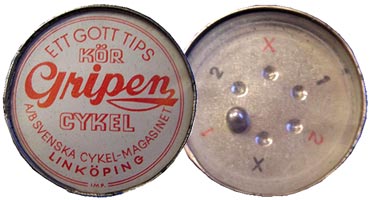 ETT GOTT TIPS
KÖR
Gripen
CYKEL
A/B SVENSKA CYKEL-MAGASINET
LINKÖPING
I.M.P.
X
1
2
X
1
2